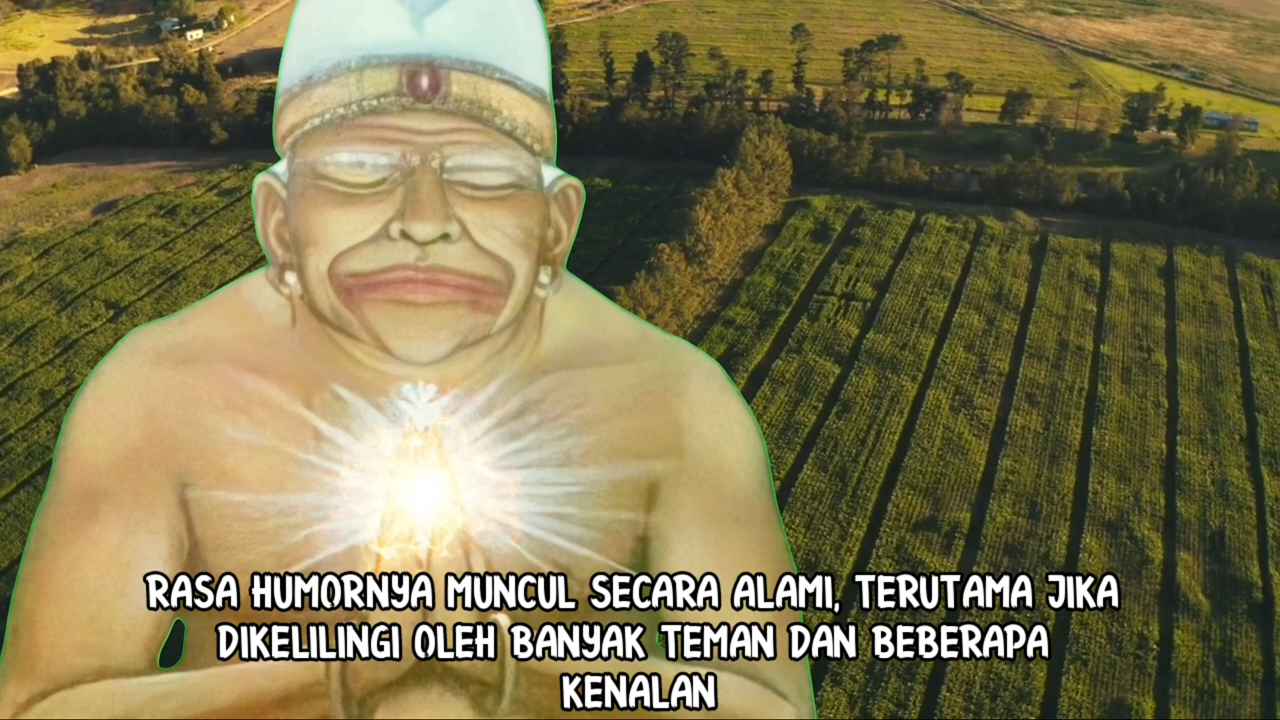 RASA HUMORNYA MUNCUL SECARA ALAMI, TERUTAMA JIKA
DIKELILINGI OLEH BANYAK TEMAN DAN BEBERAPA
KENALAN